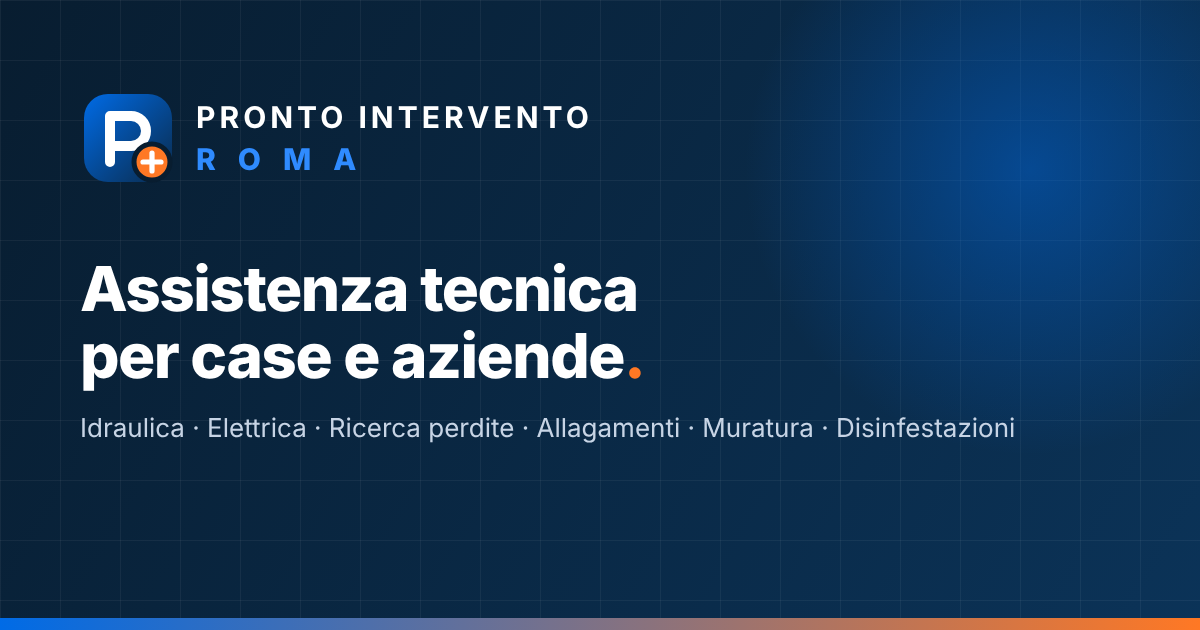 P
PRONTO INTERVENTO
ROMA
Assistenza tecnica
per case e aziende.
Idraulica · Elettrica · Ricerca perdite · Allagamenti · Muratura · Disinfestazioni